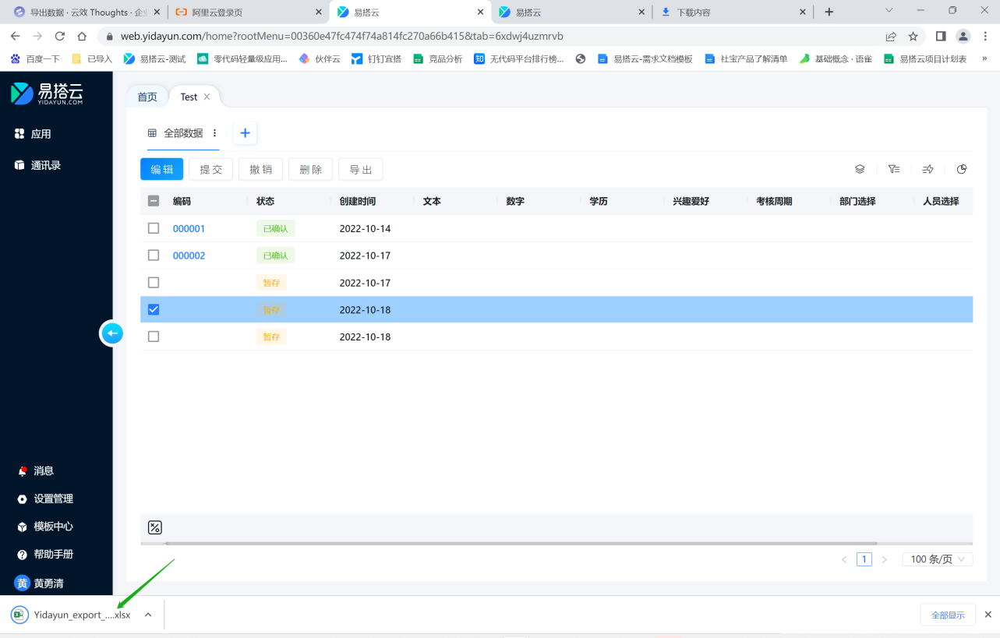 导出数据 · 云效 Thoughts · 企业
阿里云登录页
易搭云
易搭云
下载内容
web.yidayun.com/home?rootMenu=00360e47fc474f74a814fc270a66b415&tab=6xdwj4uzmrvb
百度一下
已导入
易搭云-测试
零代码轻量级应用...
伙伴云
钉钉宜搭
竞品分析
知 无代码平台排行榜...
易搭云-需求文档模板
社宝产品了解清单
基础概念 · 语雀
易搭云项目计划表
»
易搭云
YIDAYUN.COM
应用
通讯录
首页
Test
全部数据
编 辑 提 交 撤 销 删 除 导 出
编码 状态 创建时间 文本 数字 学历 兴趣爱好 考核周期 部门选择 人员选择
000001 已确认 2022-10-14
000002 已确认 2022-10-17
暂存 2022-10-17
暂存 2022-10-18
暂存 2022-10-18
消息
设置管理
模板中心
帮助手册
黄 黄勇清
1 100 条/页
Yidayun_export_....xlsx
全部显示